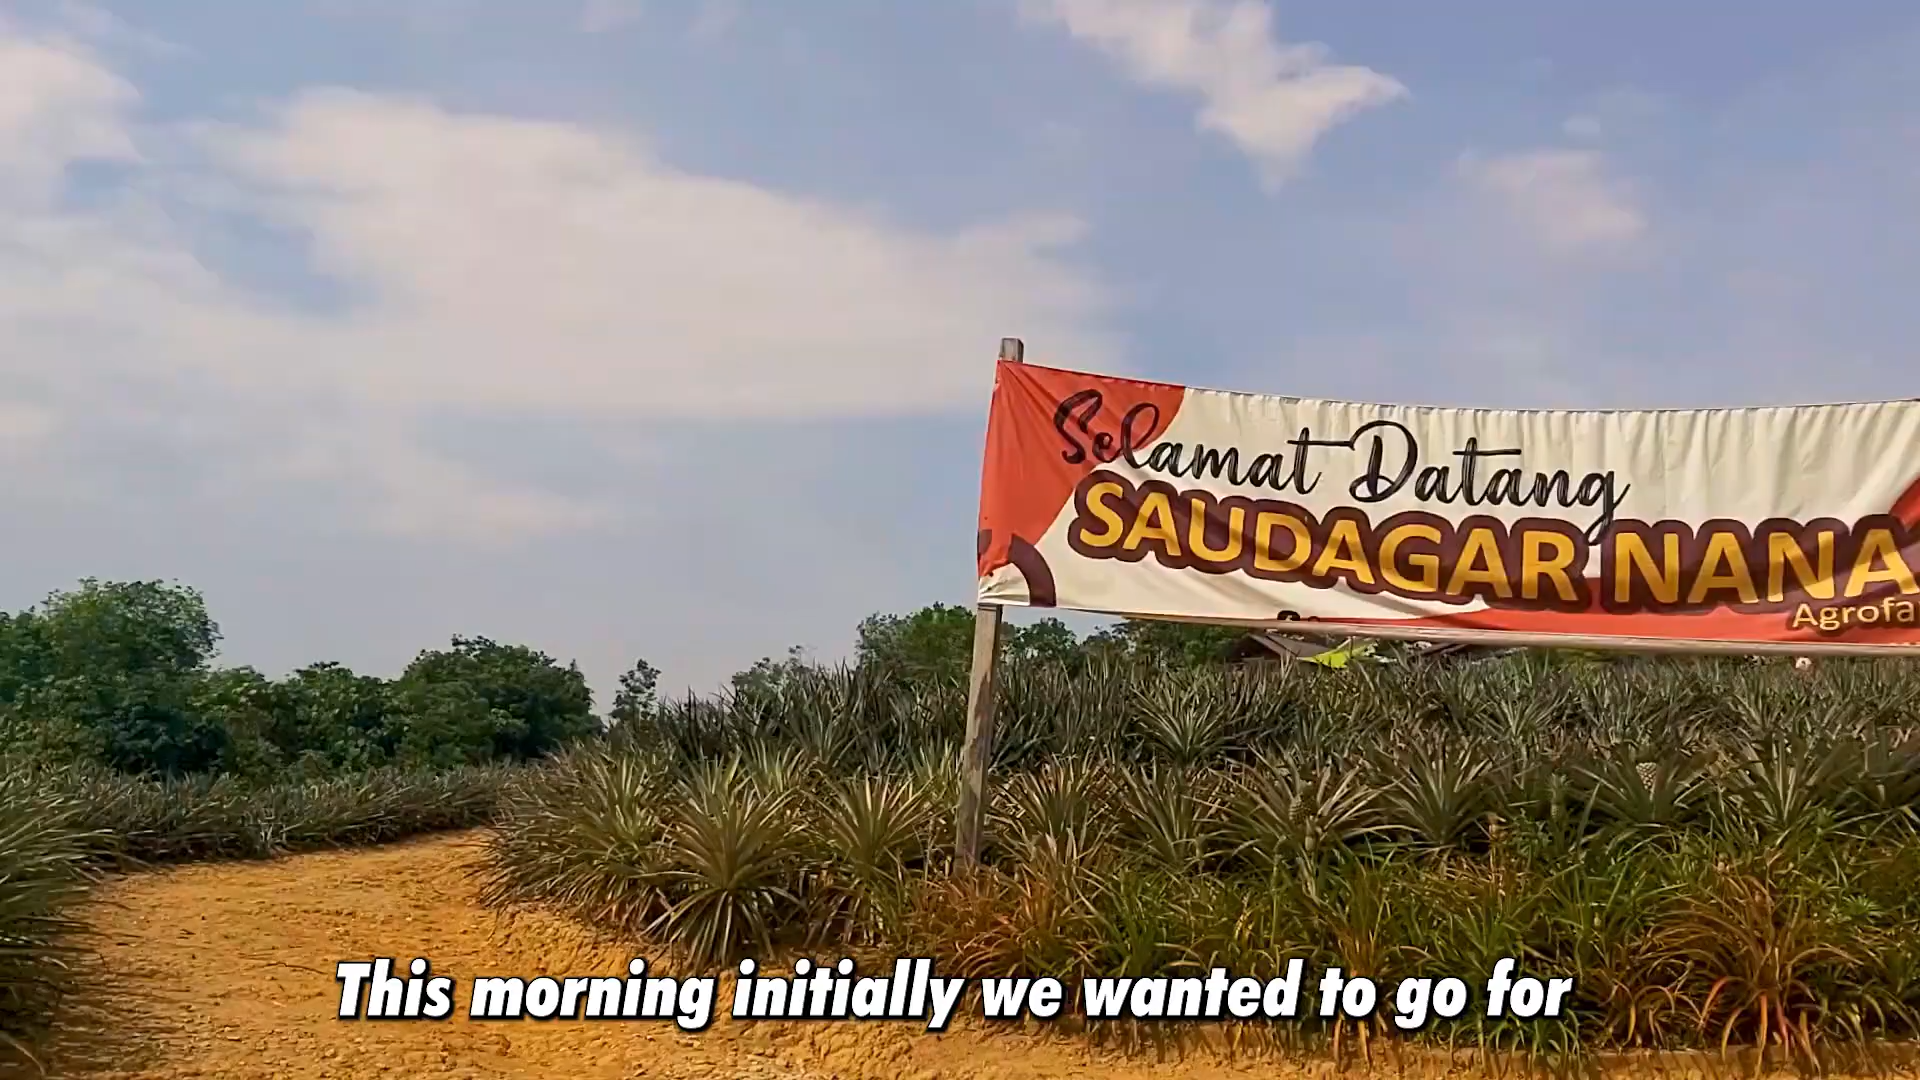 Selamat Datang
SAUDAGAR NANA
Agrofa
This morning initially we wanted to go for